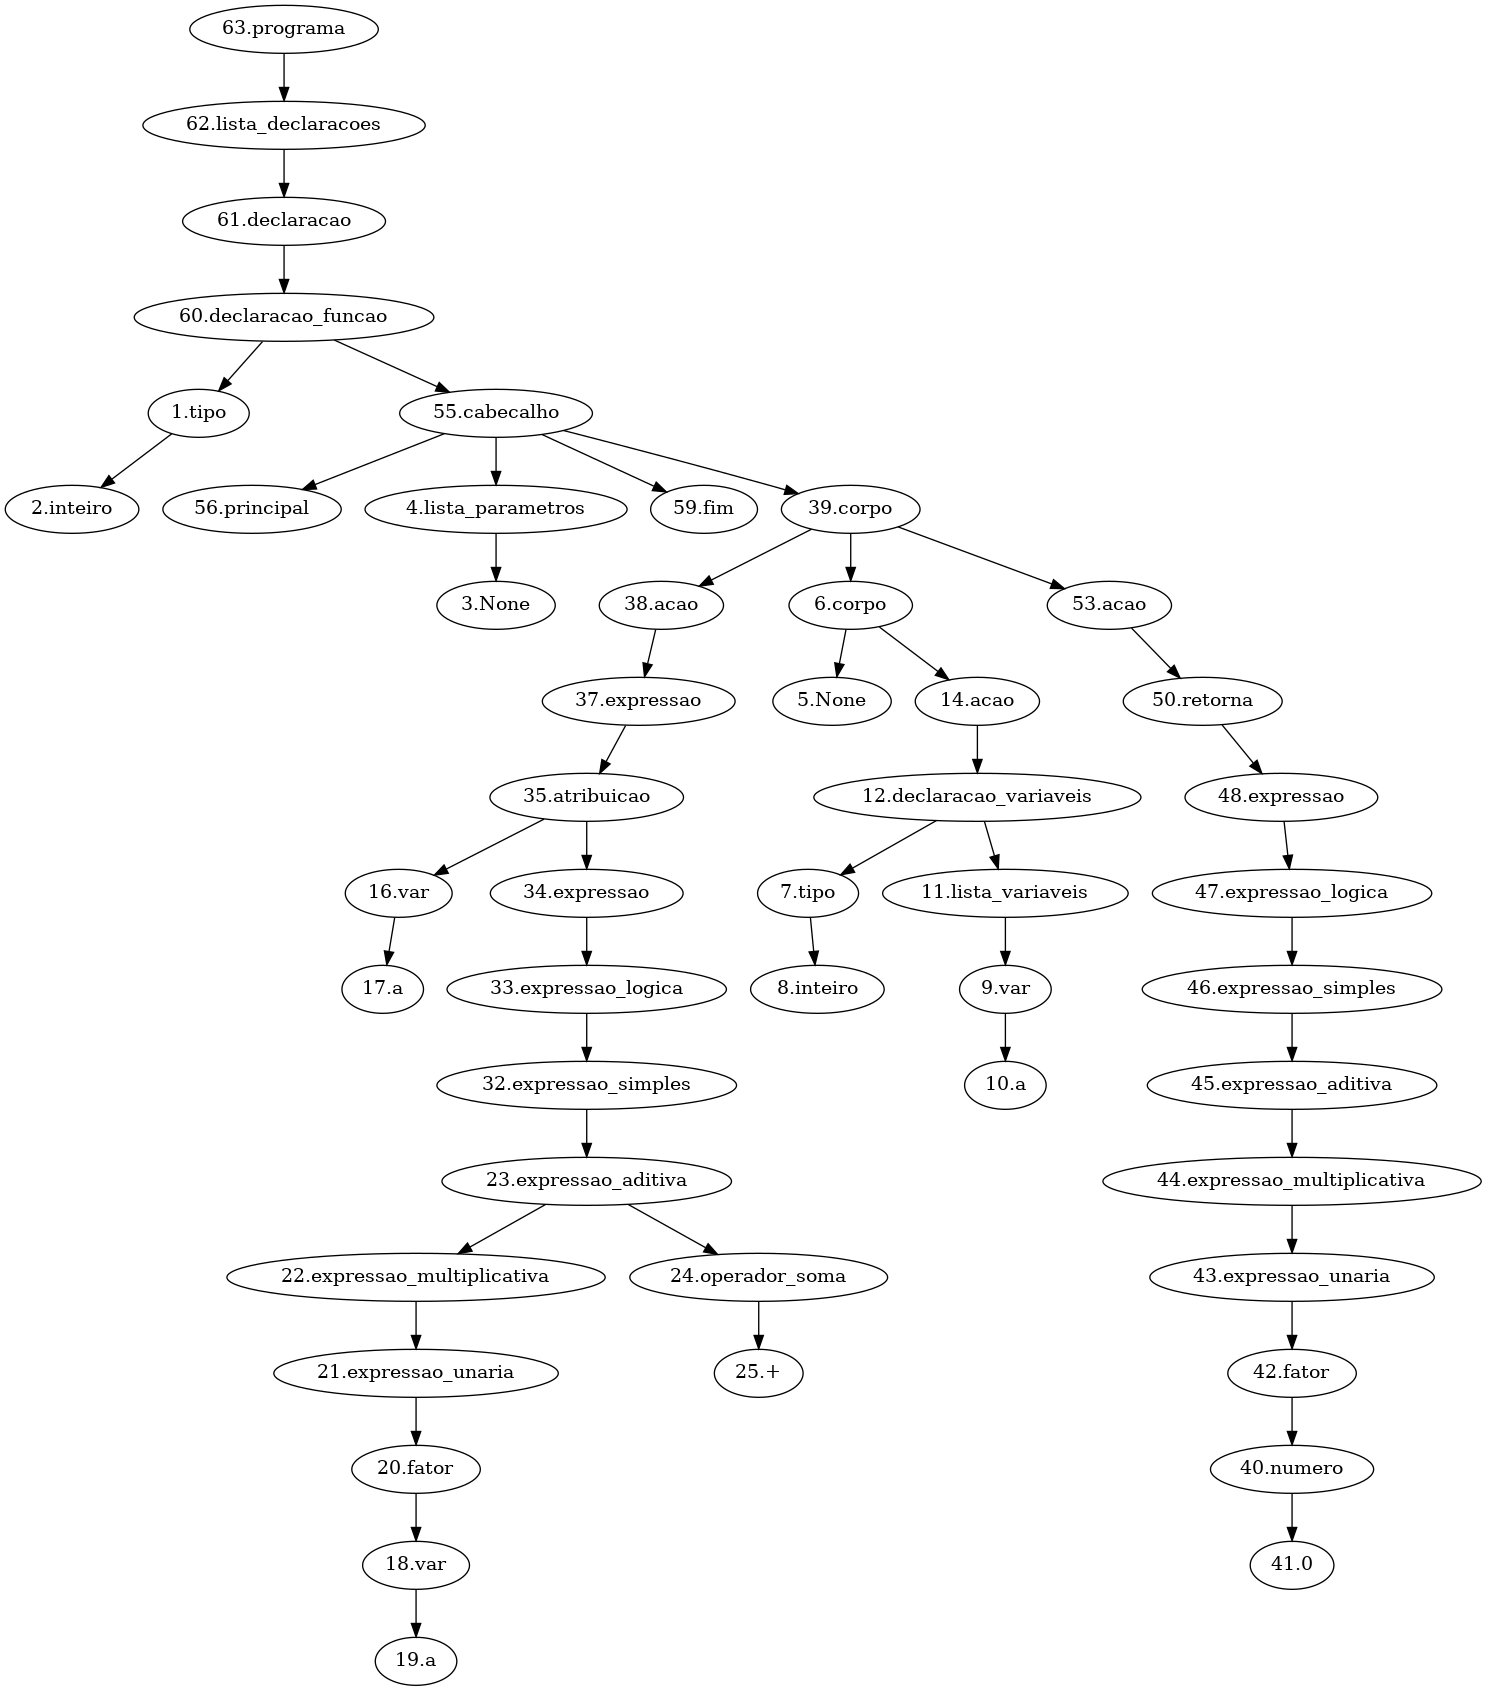 63.programa
62.lista_declaracoes
61.declaracao
60.declaracao_funcao
1.tipo
55.cabecalho
2.inteiro
56.principal
4.lista_parametros
59.fim
39.corpo
3.None
38.acao
6.corpo
53.acao
37.expressao
5.None
14.acao
50.retorna
35.atribuicao
12.declaracao_variaveis
48.expressao
16.var
34.expressao
7.tipo
11.lista_variaveis
47.expressao_logica
17.a
33.expressao_logica
8.inteiro
9.var
46.expressao_simples
32.expressao_simples
10.a
45.expressao_aditiva
23.expressao_aditiva
44.expressao_multiplicativa
22.expressao_multiplicativa
24.operador_soma
43.expressao_unaria
21.expressao_unaria
25.+
42.fator
20.fator
40.numero
18.var
41.0
19.a